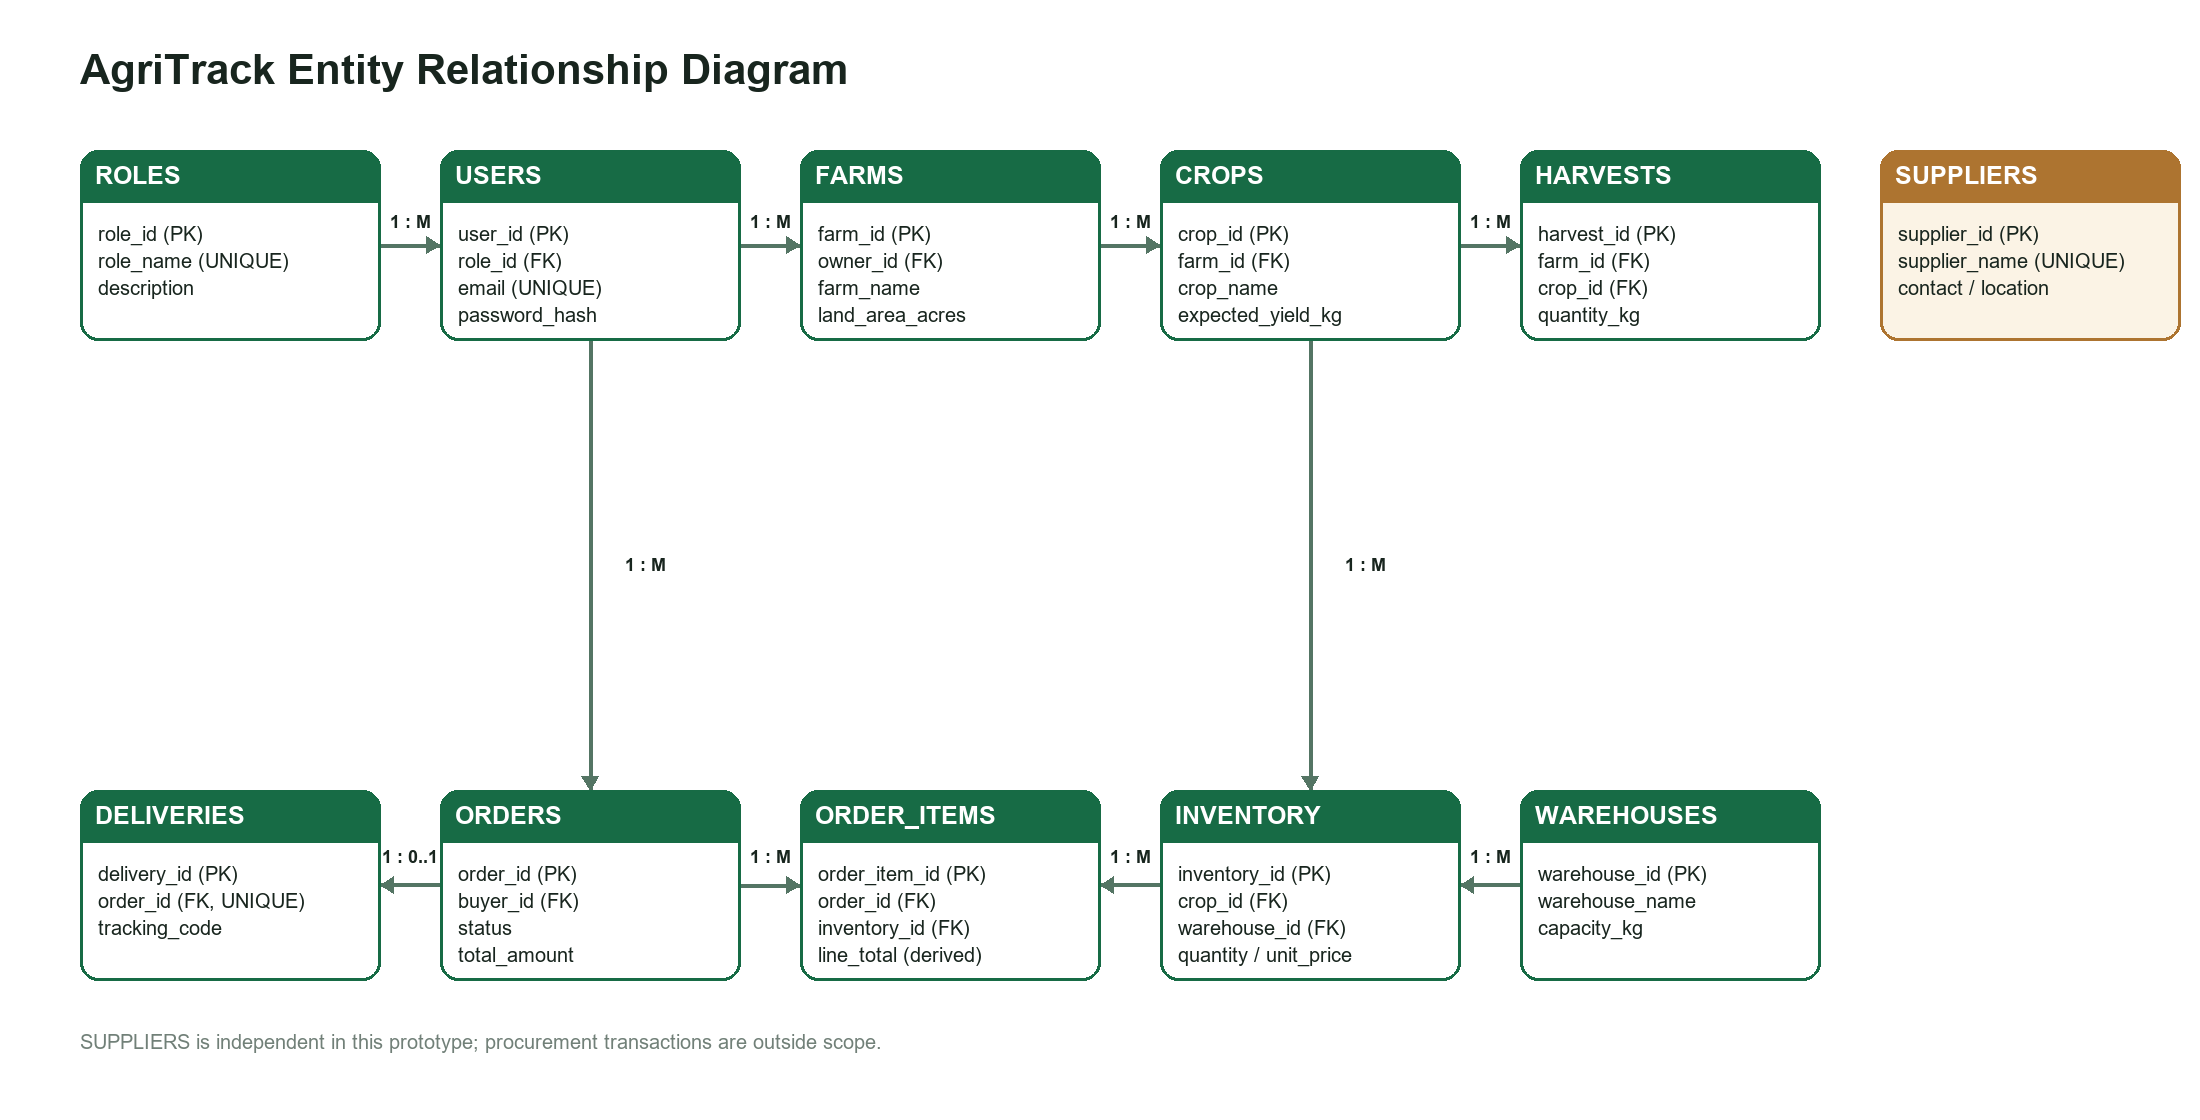 AgriTrack Entity Relationship Diagram
ROLES
role_id (PK)
role_name (UNIQUE)
description
1 : M
USERS
user_id (PK)
role_id (FK)
email (UNIQUE)
password_hash
1 : M
FARMS
farm_id (PK)
owner_id (FK)
farm_name
land_area_acres
1 : M
CROPS
crop_id (PK)
farm_id (FK)
crop_name
expected_yield_kg
1 : M
HARVESTS
harvest_id (PK)
farm_id (FK)
crop_id (FK)
quantity_kg
SUPPLIERS
supplier_id (PK)
supplier_name (UNIQUE)
contact / location
1 : M
1 : M
DELIVERIES
delivery_id (PK)
order_id (FK, UNIQUE)
tracking_code
1 : 0..1
ORDERS
order_id (PK)
buyer_id (FK)
status
total_amount
1 : M
ORDER_ITEMS
order_item_id (PK)
order_id (FK)
inventory_id (FK)
line_total (derived)
1 : M
INVENTORY
inventory_id (PK)
crop_id (FK)
warehouse_id (FK)
quantity / unit_price
1 : M
WAREHOUSES
warehouse_id (PK)
warehouse_name
capacity_kg
SUPPLIERS is independent in this prototype; procurement transactions are outside scope.